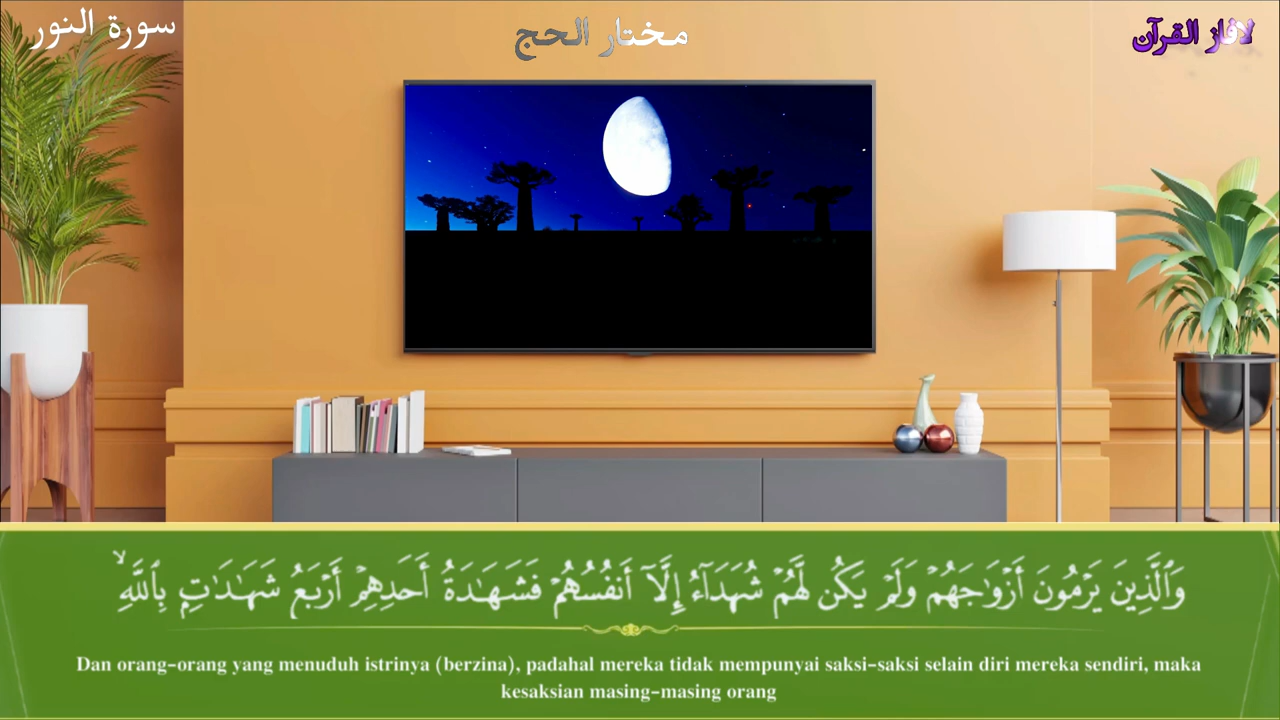 سورة النور
مختار الحج
لافاز القرآن
وَٱلَّذِينَ يَرْمُونَ أَزْوَٰجَهُمْ وَلَمْ يَكُن لَّهُمْ شُهَدَآءُ إِلَّآ أَنفُسُهُمْ فَشَهَـٰدَةُ أَحَدِهِمْ أَرْبَعُ شَهَـٰدَٰتٍۭ بِٱللَّهِ ۙ
Dan orang-orang yang menuduh istrinya (berzina), padahal mereka tidak mempunyai saksi-saksi selain diri mereka sendiri, maka
kesaksian masing-masing orang